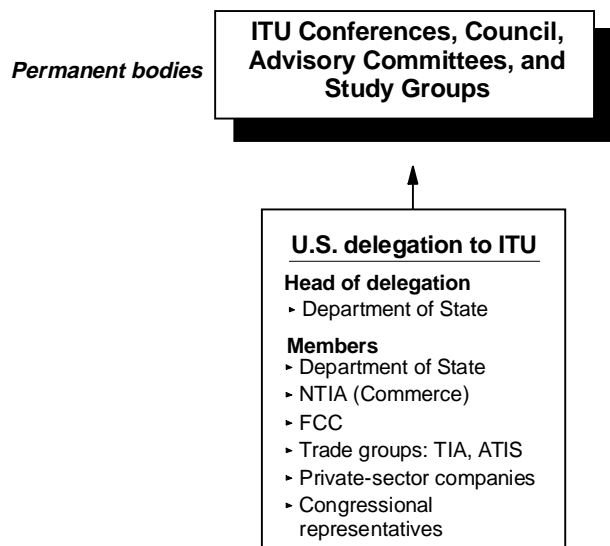 Permanent bodies
ITU Conferences, Council,
Advisory Committees, and
Study Groups
U.S. delegation to ITU
Head of delegation
▸ Department of State
Members
▸ Department of State
▸ NTIA (Commerce)
▸ FCC
▸ Trade groups: TIA, ATIS
▸ Private-sector companies
▸ Congressional
representatives